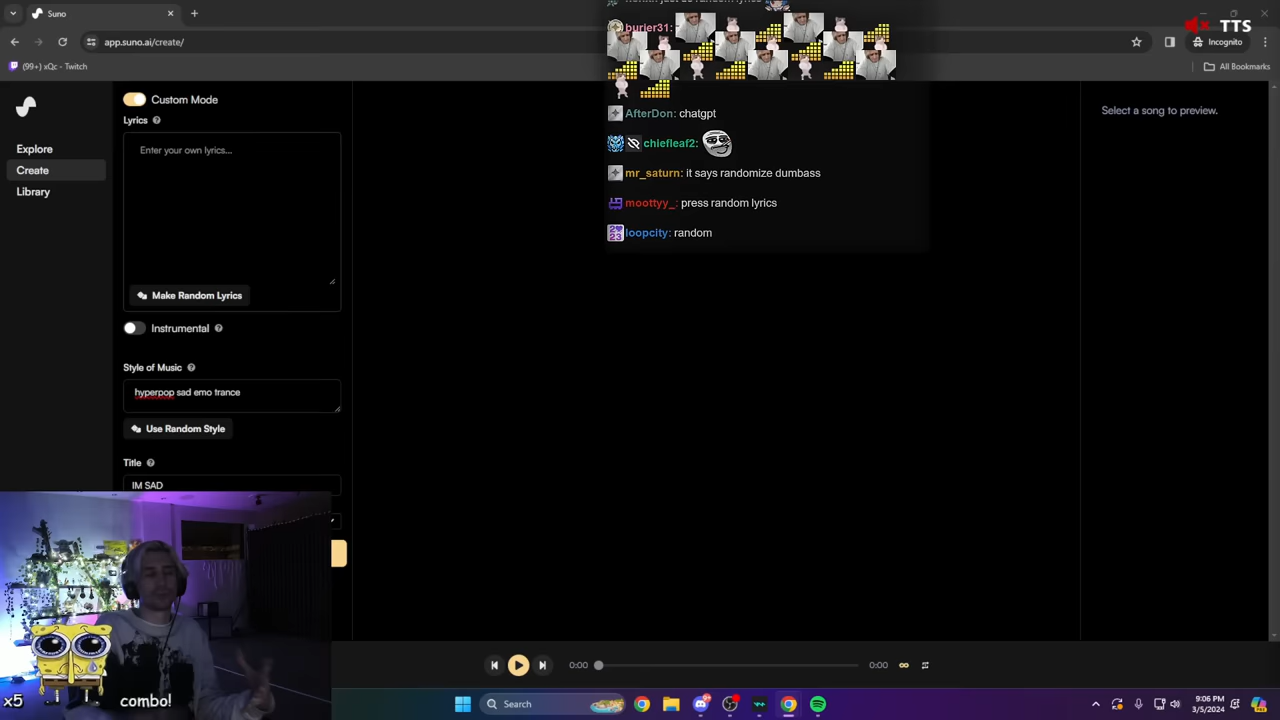 Suno
app.suno.ai/create/
Incognito
(99+) xQc - Twitch
All Bookmarks
TTS
burier31:
AfterDon: chatgpt
chiefleaf2:
mr_saturn: it says randomize dumbass
moottyy_: press random lyrics
loopcity: random
Explore
Create
Library
Custom Mode
Lyrics
Enter your own lyrics...
Make Random Lyrics
Instrumental
Style of Music
hyperpop sad emo trance
Use Random Style
Title
IM SAD
Select a song to preview.
x5
combo!
0:00
0:00
Search
9:06 PM
3/5/2024